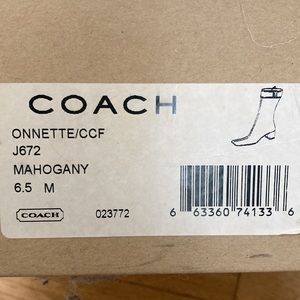 COACH
ONNETTE/CCF
J672
MAHOGANY
6.5 M
COACH 023772 6 63360 74133 6